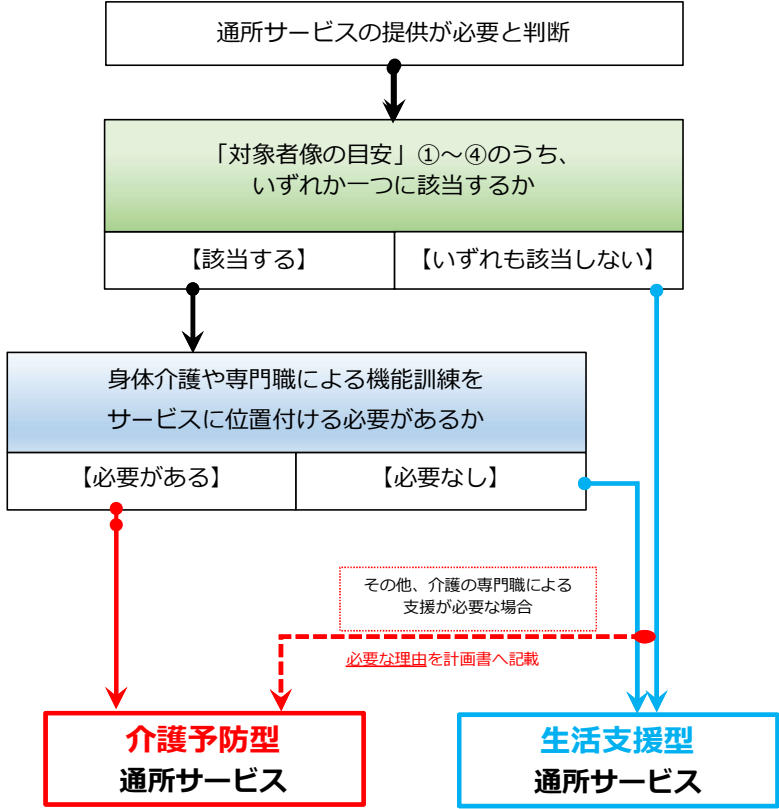 通所サービスの提供が必要と判断
「対象者像の目安」①～④のうち、
いずれか一つに該当するか
【該当する】
【いずれも該当しない】
身体介護や専門職による機能訓練を
サービスに位置付ける必要があるか
【必要がある】
【必要なし】
その他、介護の専門職による
支援が必要な場合
必要な理由を計画書へ記載
介護予防型
通所サービス
生活支援型
通所サービス